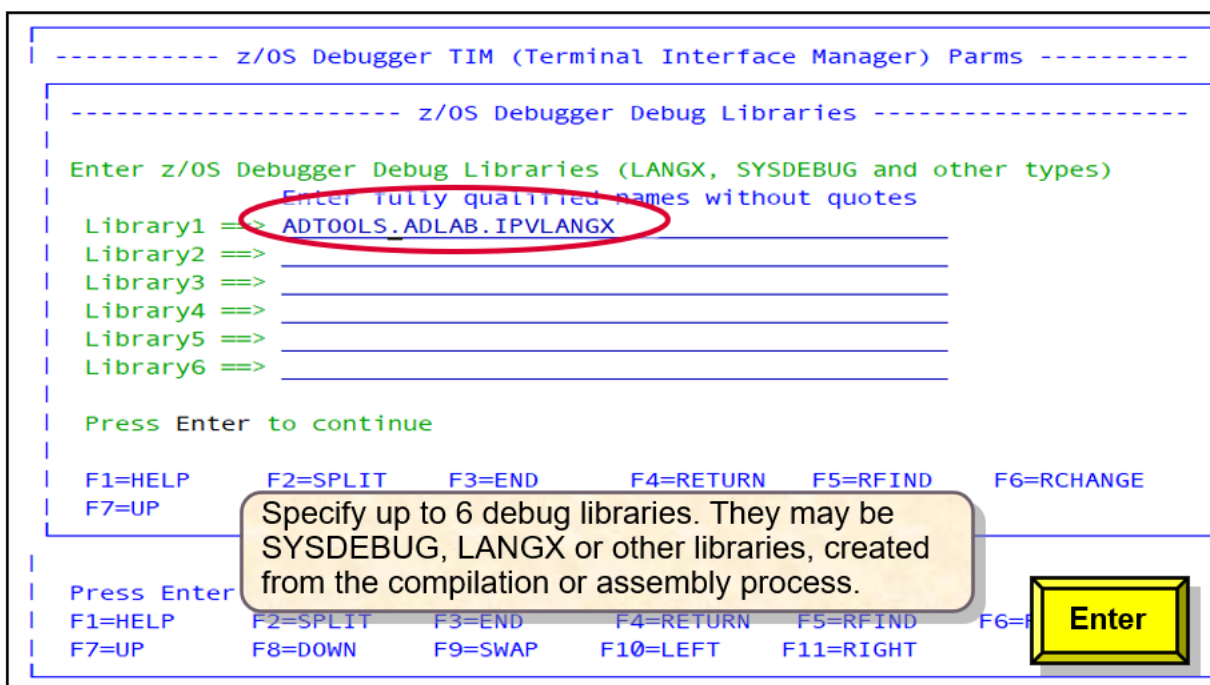 ----------- z/OS Debugger TIM (Terminal Interface Manager) Parms ----------
---------------------- z/OS Debugger Debug Libraries ---------------------
Enter z/OS Debugger Debug Libraries (LANGX, SYSDEBUG and other types)
Enter fully qualified names without quotes
Library1 ==> ADTOOLS.ADLAB.IPVLANGX
Library2 ==>
Library3 ==>
Library4 ==>
Library5 ==>
Library6 ==>
Press Enter to continue
F1=HELP F2=SPLIT F3=END F4=RETURN F5=RFIND F6=RCHANGE
F7=UP
Specify up to 6 debug libraries. They may be
SYSDEBUG, LANGX or other libraries, created
from the compilation or assembly process.
Press Enter
F1=HELP F2=SPLIT F3=END F4=RETURN F5=RFIND F6=
F7=UP F8=DOWN F9=SWAP F10=LEFT F11=RIGHT
Enter